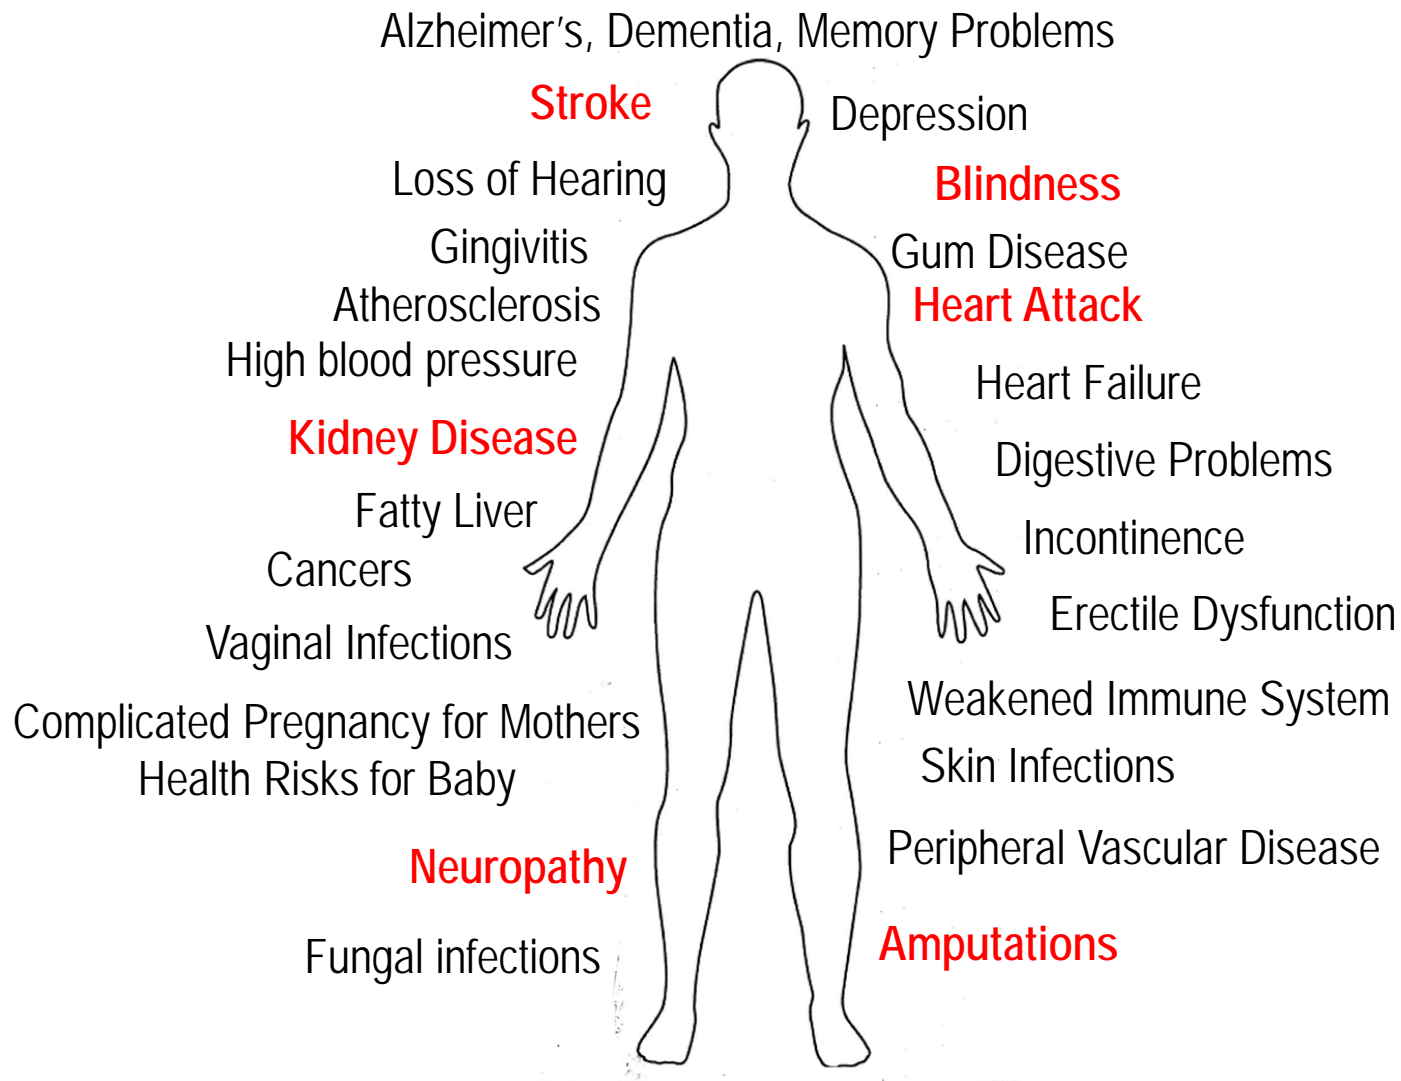 Alzheimer's, Dementia, Memory Problems
Stroke
Depression
Loss of Hearing
Blindness
Gingivitis
Gum Disease
Atherosclerosis
Heart Attack
High blood pressure
Heart Failure
Kidney Disease
Digestive Problems
Fatty Liver
Incontinence
Cancers
Erectile Dysfunction
Vaginal Infections
Weakened Immune System
Complicated Pregnancy for Mothers
Health Risks for Baby
Skin Infections
Peripheral Vascular Disease
Neuropathy
Amputations
Fungal infections